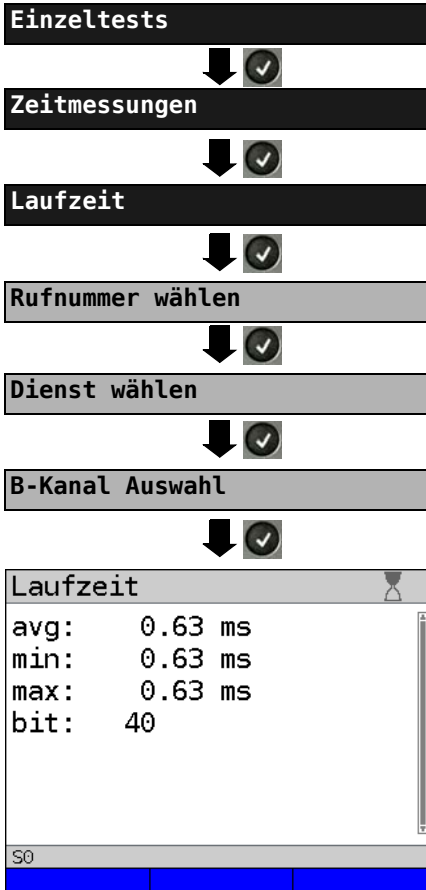 Einzeltests
Zeitmessungen
Laufzeit
Rufnummer wählen
Dienst wählen
B-Kanal Auswahl
Laufzeit
avg: 0.63 ms
min: 0.63 ms
max: 0.63 ms
bit: 40
S0